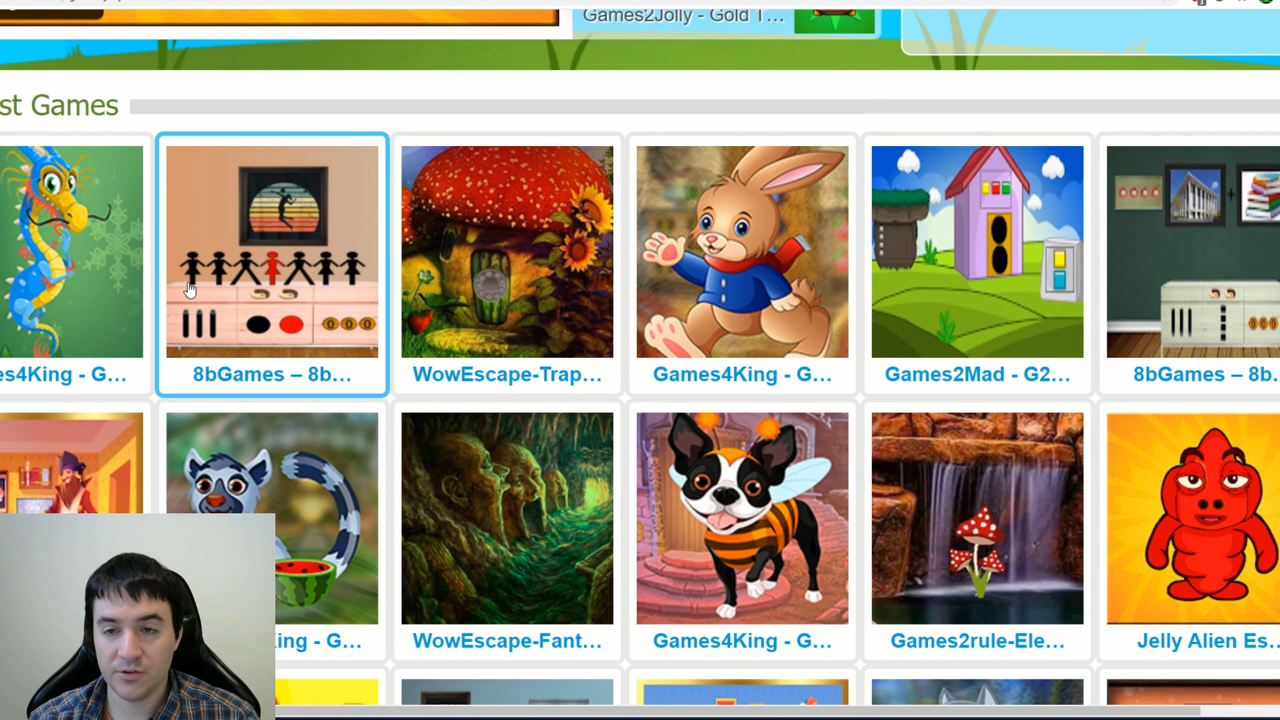 Games2Jolly - Gold T...
st Games
es4King - G...
8bGames – 8b...
WowEscape-Trap...
Games4King - G...
Games2Mad - G2...
8bGames – 8b.
ing - G...
WowEscape-Fant...
Games4King - G...
Games2rule-Ele...
Jelly Alien Es...